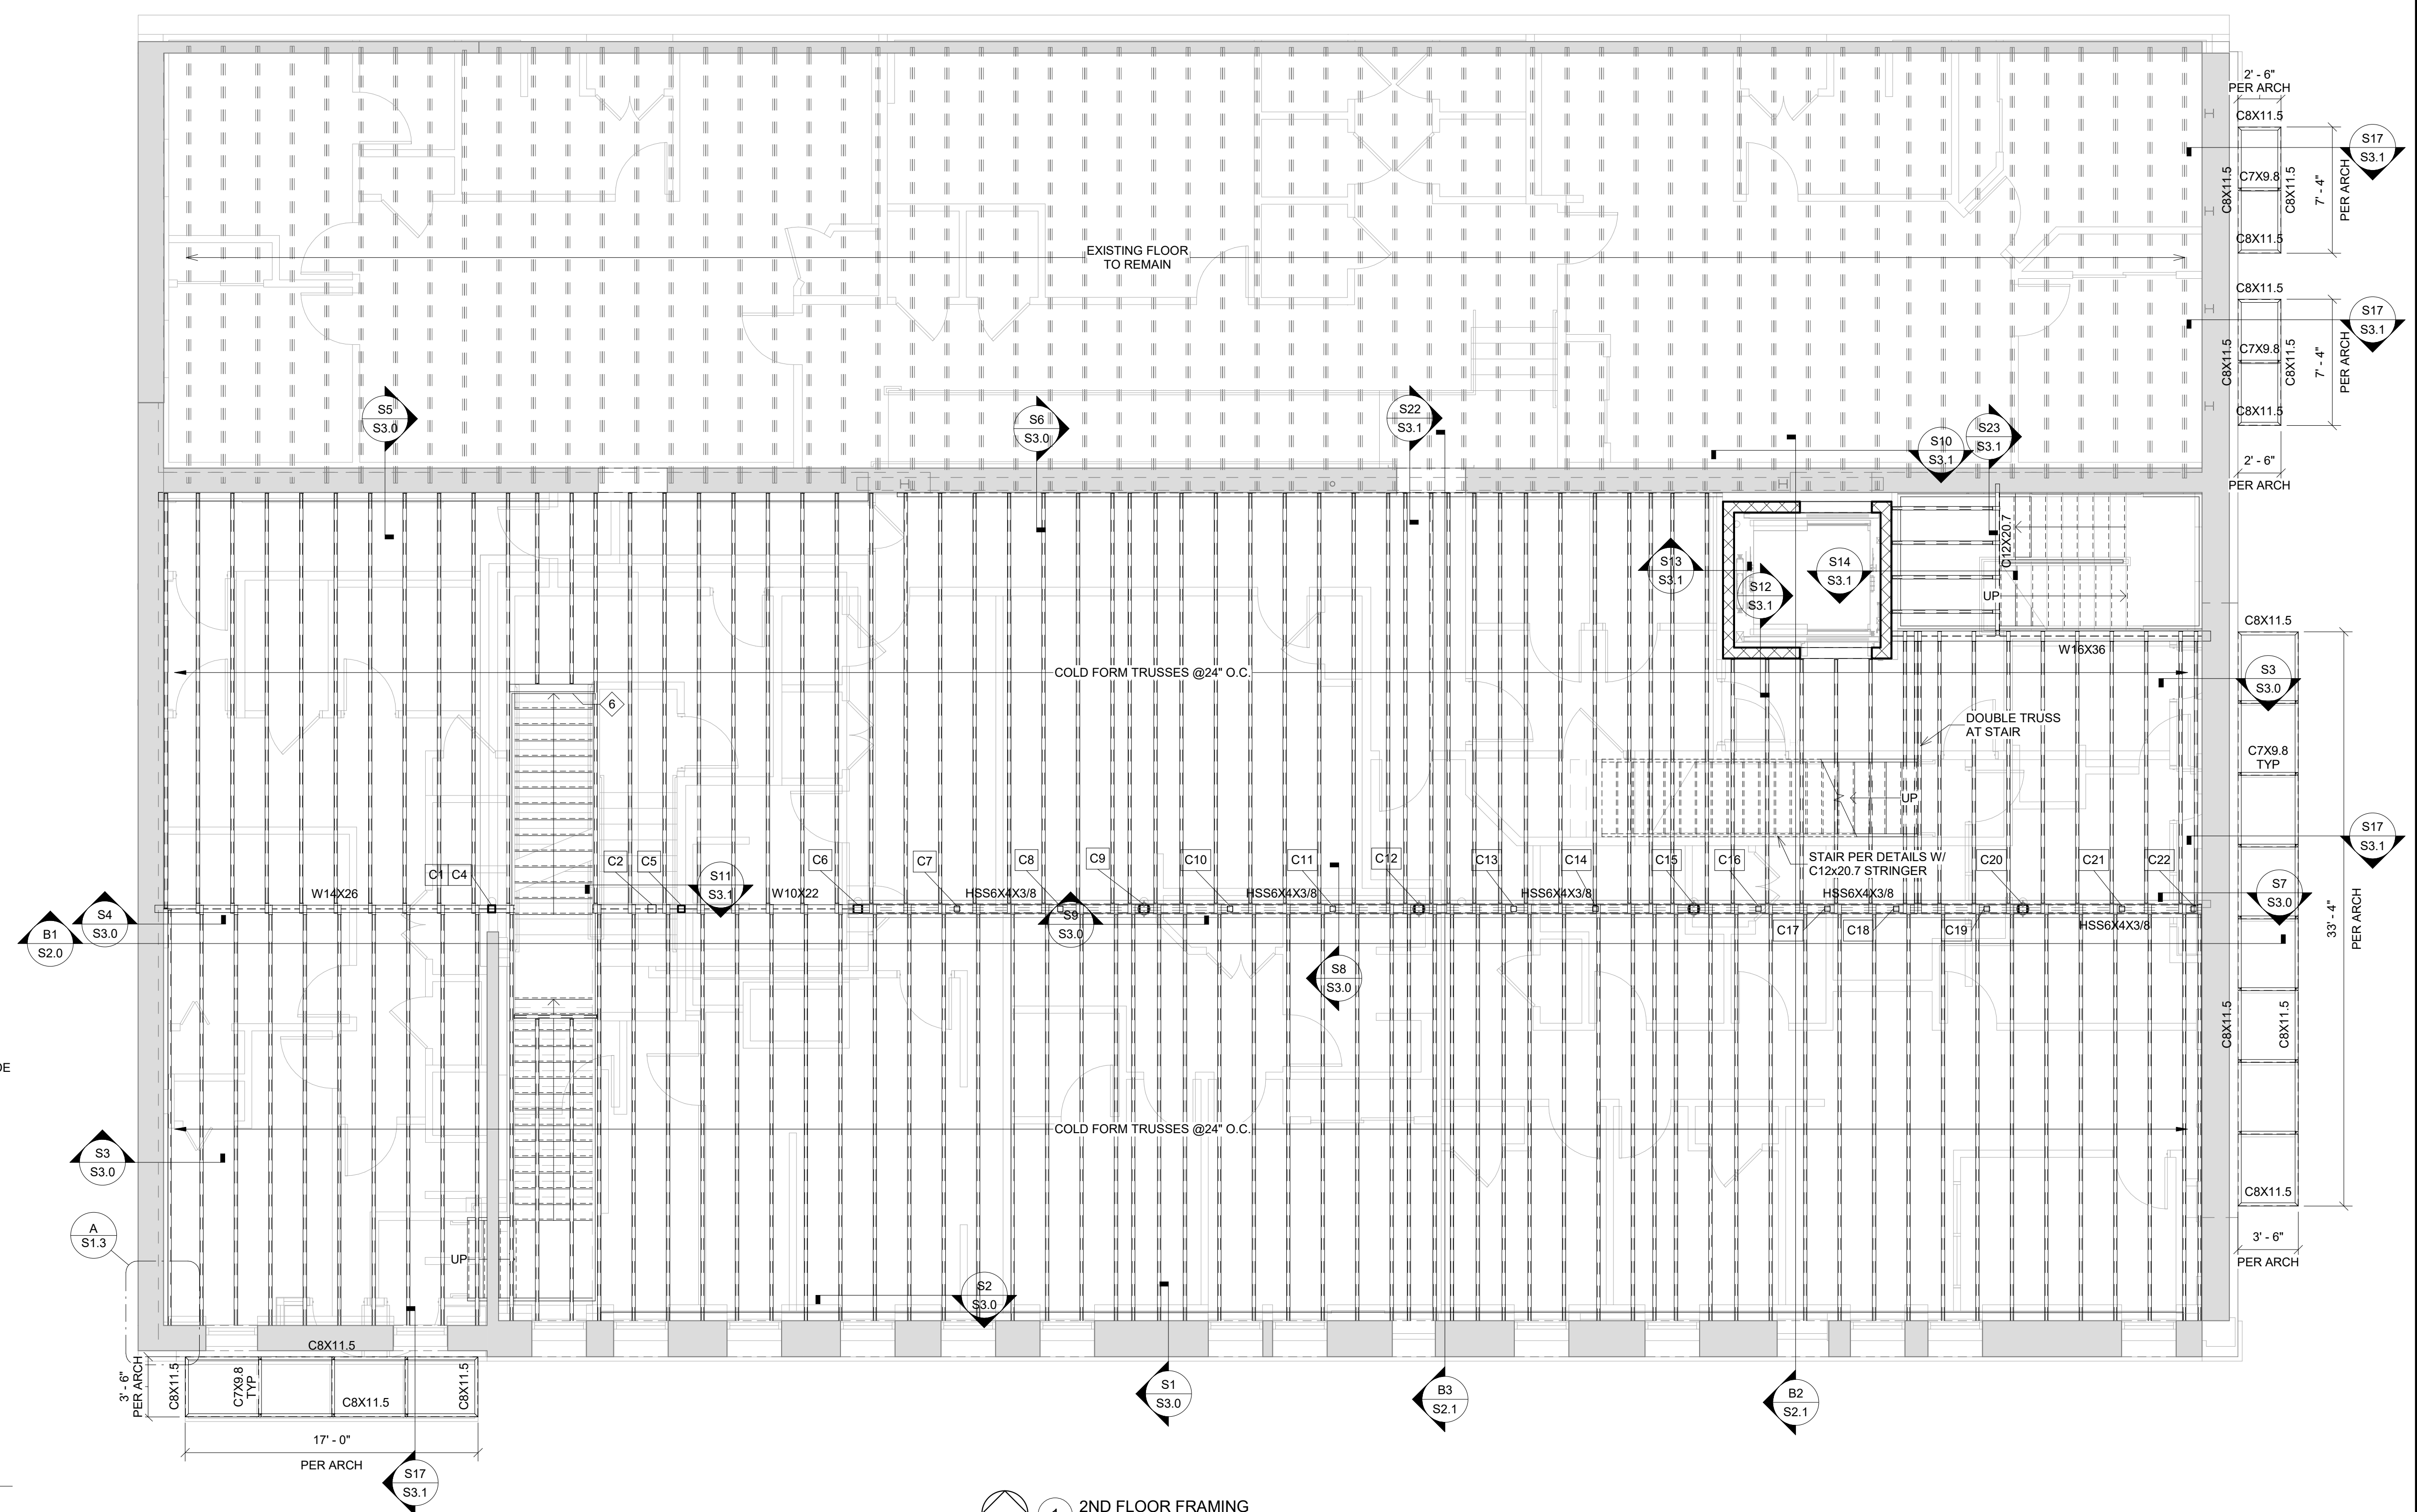 2' - 6"
PER ARCH
C8X11.5
S17
S3.1
C8X11.5
C7X9.8
C8X11.5
7' - 4"
PER ARCH
C8X11.5
EXISTING FLOOR
TO REMAIN
C8X11.5
S17
S3.1
C8X11.5
C7X9.8
C8X11.5
7' - 4"
PER ARCH
C8X11.5
S5
S3.0
S6
S3.0
S22
S3.1
S10
S3.1
S23
S3.1
2' - 6"
PER ARCH
C12X20.7
S13
S3.1
S12
S3.1
S14
S3.1
UP
C8X11.5
W16X36
COLD FORM TRUSSES @24" O.C.
S3
S3.0
6
DOUBLE TRUSS
AT STAIR
C7X9.8
TYP
UP
S17
S3.1
STAIR PER DETAILS W/
C12x20.7 STRINGER
C1
C4
C2
C5
S11
S3.1
C6
C7
C8
C9
C10
C11
C12
C13
C14
C15
C16
C20
C21
C22
W14X26
W10X22
HSS6X4X3/8
HSS6X4X3/8
HSS6X4X3/8
HSS6X4X3/8
S7
S3.0
S4
S3.0
S9
S3.0
C17
C18
C19
HSS6X4X3/8
B1
S2.0
33' - 4"
PER ARCH
S8
S3.0
C8X11.5
C8X11.5
DE
COLD FORM TRUSSES @24" O.C.
S3
S3.0
C8X11.5
A
S1.3
UP
S2
S3.0
3' - 6"
PER ARCH
C8X11.5
3' - 6"
PER ARCH
C8X11.5
C7X9.8
TYP
C8X11.5
C8X11.5
S1
S3.0
B3
S2.1
B2
S2.1
17' - 0"
PER ARCH
S17
S3.1
2ND FLOOR FRAMING